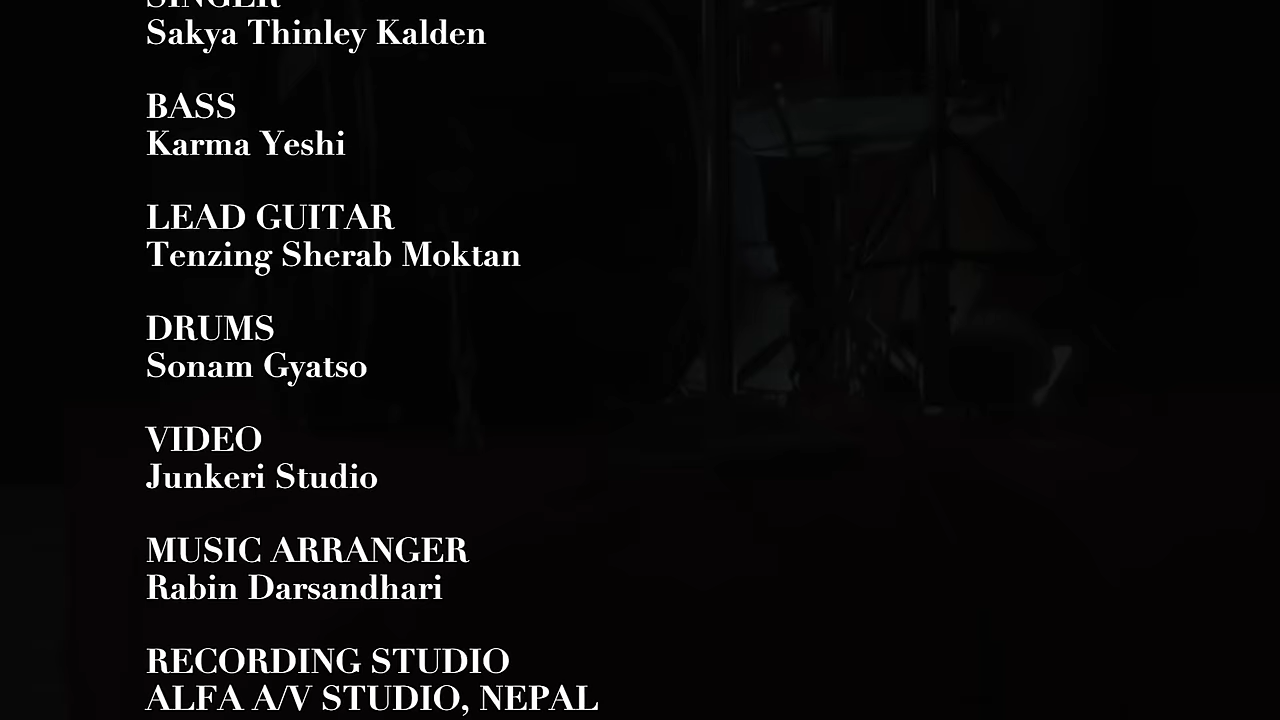 SINGER
Sakya Thinley Kalden
BASS
Karma Yeshi
LEAD GUITAR
Tenzing Sherab Moktan
DRUMS
Sonam Gyatso
VIDEO
Junkeri Studio
MUSIC ARRANGER
Rabin Darsandhari
RECORDING STUDIO
ALFA A/V STUDIO, NEPAL